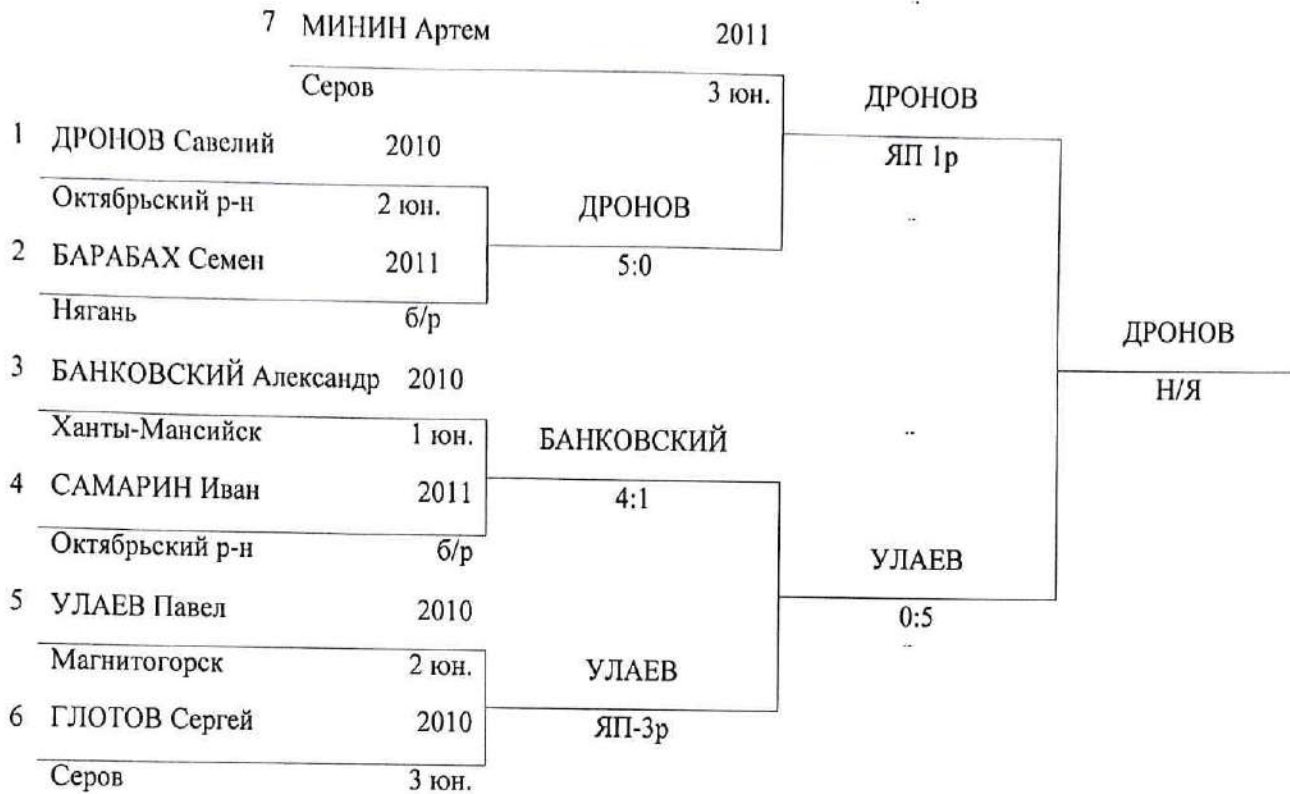 7 МИНИН Артем 2011
Серов 3 юн.
ДРОНОВ
ЯП 1р
1 ДРОНОВ Савелий 2010
Октябрьский р-н 2 юн.
ДРОНОВ
5:0
2 БАРАБАХ Семен 2011
Нягань б/р
ДРОНОВ
Н/Я
3 БАНКОВСКИЙ Александр 2010
Ханты-Мансийск 1 юн.
БАНКОВСКИЙ
4:1
4 САМАРИН Иван 2011
Октябрьский р-н б/р
УЛАЕВ
0:5
5 УЛАЕВ Павел 2010
Магнитогорск 2 юн.
УЛАЕВ
ЯП-3р
6 ГЛОТОВ Сергей 2010
Серов 3 юн.